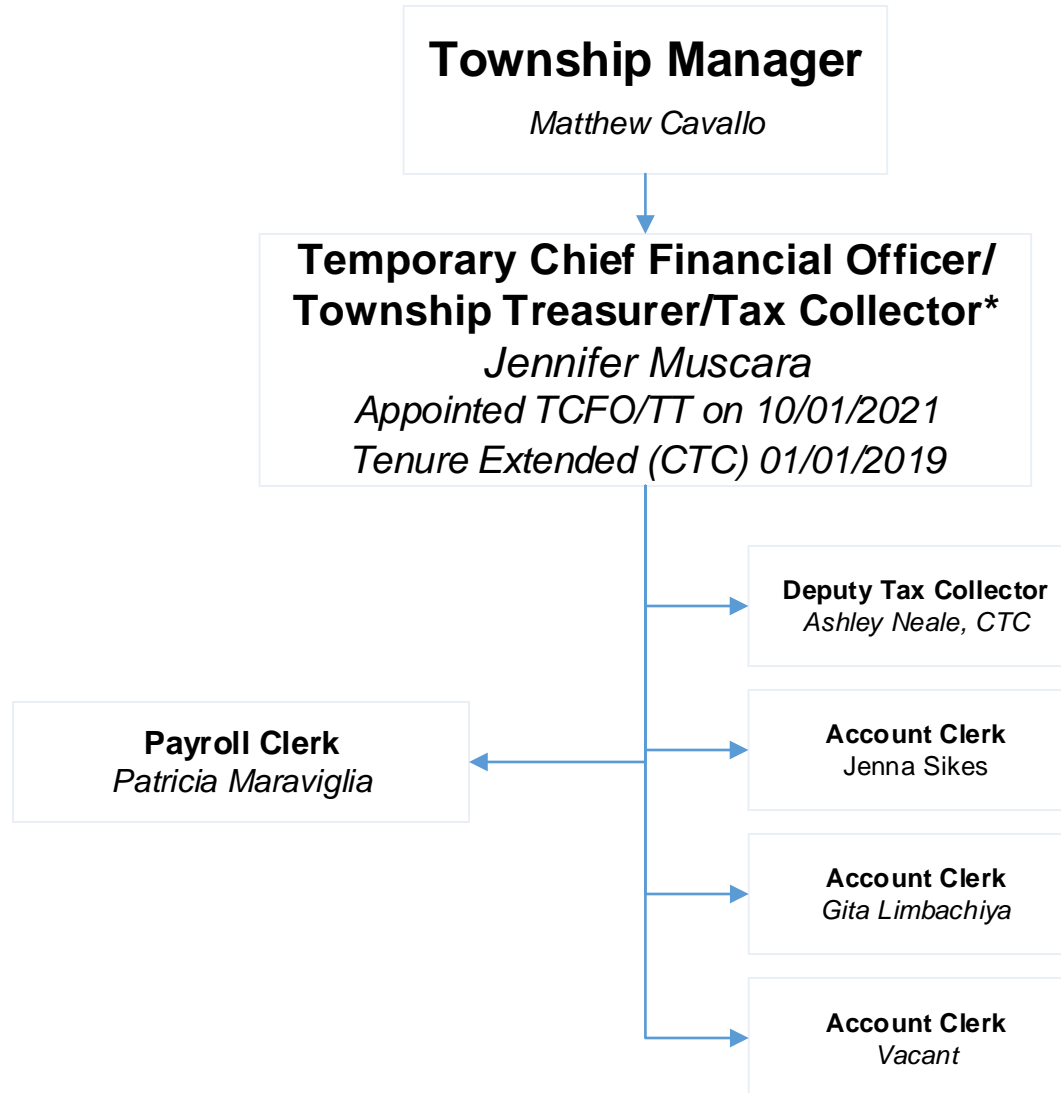 Township Manager
Matthew Cavallo
Temporary Chief Financial Officer/
Township Treasurer/Tax Collector*
Jennifer Muscara
Appointed TCFO/TT on 10/01/2021
Tenure Extended (CTC) 01/01/2019
Deputy Tax Collector
Ashley Neale, CTC
Payroll Clerk
Patricia Maraviglia
Account Clerk
Jenna Sikes
Account Clerk
Gita Limbachiya
Account Clerk
Vacant